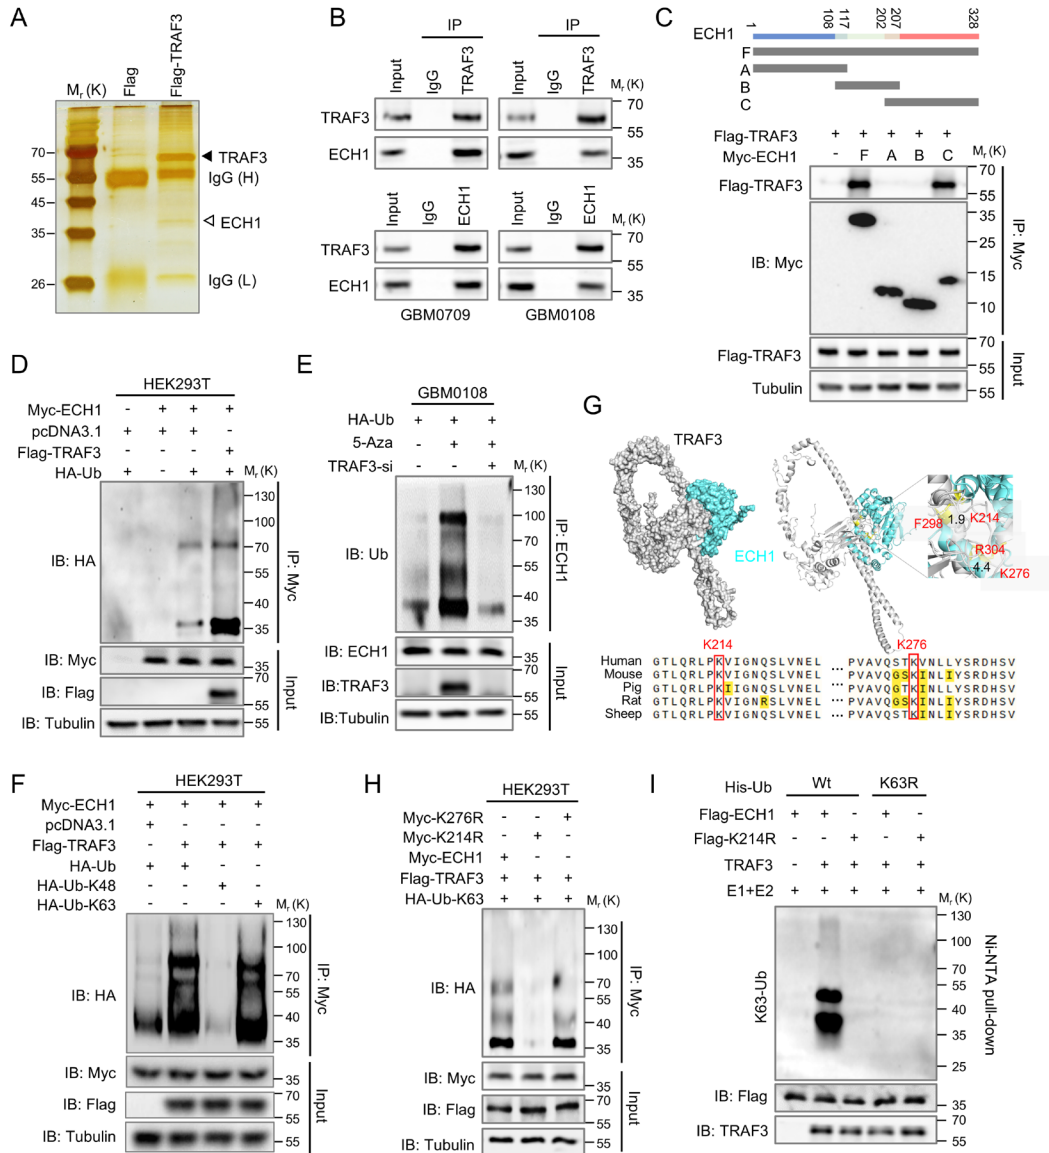 A
M_r (K)
Flag
Flag-TRAF3
70
55
45
35
26
TRAF3
IgG (H)
ECH1
IgG (L)
B
IP
IP
Input
IgG
TRAF3
Input
IgG
TRAF3
M_r (K)
TRAF3
70
55
ECH1
40
35
Input
IgG
ECH1
Input
IgG
ECH1
M_r (K)
TRAF3
70
55
ECH1
40
35
GBM0709
GBM0108
C
1
108
117
202
207
328
ECH1
F
A
B
C
Flag-TRAF3 + + + + +
Myc-ECH1 - F A B C
M_r (K)
Flag-TRAF3
70
55
IB: Myc
35
25
15
10
IP: Myc
Flag-TRAF3
70
55
Tubulin
55
Input
D
HEK293T
Myc-ECH1 - + + +
pcDNA3.1 + + + -
Flag-TRAF3 - - - +
HA-Ub + - + +
M_r (K)
IB: HA
130
100
70
55
40
35
IP: Myc
IB: Myc
35
IB: Flag
70
55
IB: Tubulin
55
Input
E
GBM0108
HA-Ub + + +
5-Aza - + +
TRAF3-si - - +
M_r (K)
IB: Ub
130
100
70
55
40
35
IP: ECH1
IB: ECH1
35
IB:TRAF3
70
55
IB:Tubulin
55
Input
G
TRAF3
ECH1
F298
1.9
K214
R304
4.4
K276
K214
K276
Human GTLQRLPKVIGNQSLVNEL ... PVAVQSTKVNLLYSRDHSV
Mouse GTLQRLPKVIGNQSLVNEL ... PVAVQGSKINLIYSRDHSV
Pig GTLQRLPKIIGNQSLVNEL ... PVAVQGTKVNLLYSRDHSV
Rat GTLQRLPKVIGNRSLVNEL ... PVAVQGSKINLIYSRDHSV
Sheep GTLQRLPKVIGNQSLVNEL ... PVAVQSTKINLIYSRDHSV
F
HEK293T
Myc-ECH1 + + + +
pcDNA3.1 + - - -
Flag-TRAF3 - + + +
HA-Ub + + - -
HA-Ub-K48 - - + -
HA-Ub-K63 - - - +
M_r (K)
IB: HA
130
100
70
55
40
35
IP: Myc
IB: Myc
35
IB: Flag
70
55
IB: Tubulin
55
Input
H
HEK293T
Myc-K276R - - +
Myc-K214R - + -
Myc-ECH1 + - -
Flag-TRAF3 + + +
HA-Ub-K63 + + +
M_r (K)
IB: HA
130
100
70
55
40
35
IP: Myc
IB: Myc
35
IB: Flag
70
55
IB: Tubulin
55
Input
I
His-Ub
Wt
K63R
Flag-ECH1 + + - + -
Flag-K214R - - + - +
TRAF3 - + + + +
E1+E2 + + + + +
M_r (K)
K63-Ub
130
100
70
55
40
35
25
Ni-NTA pull-down
IB: Flag
35
IB: TRAF3
70
55